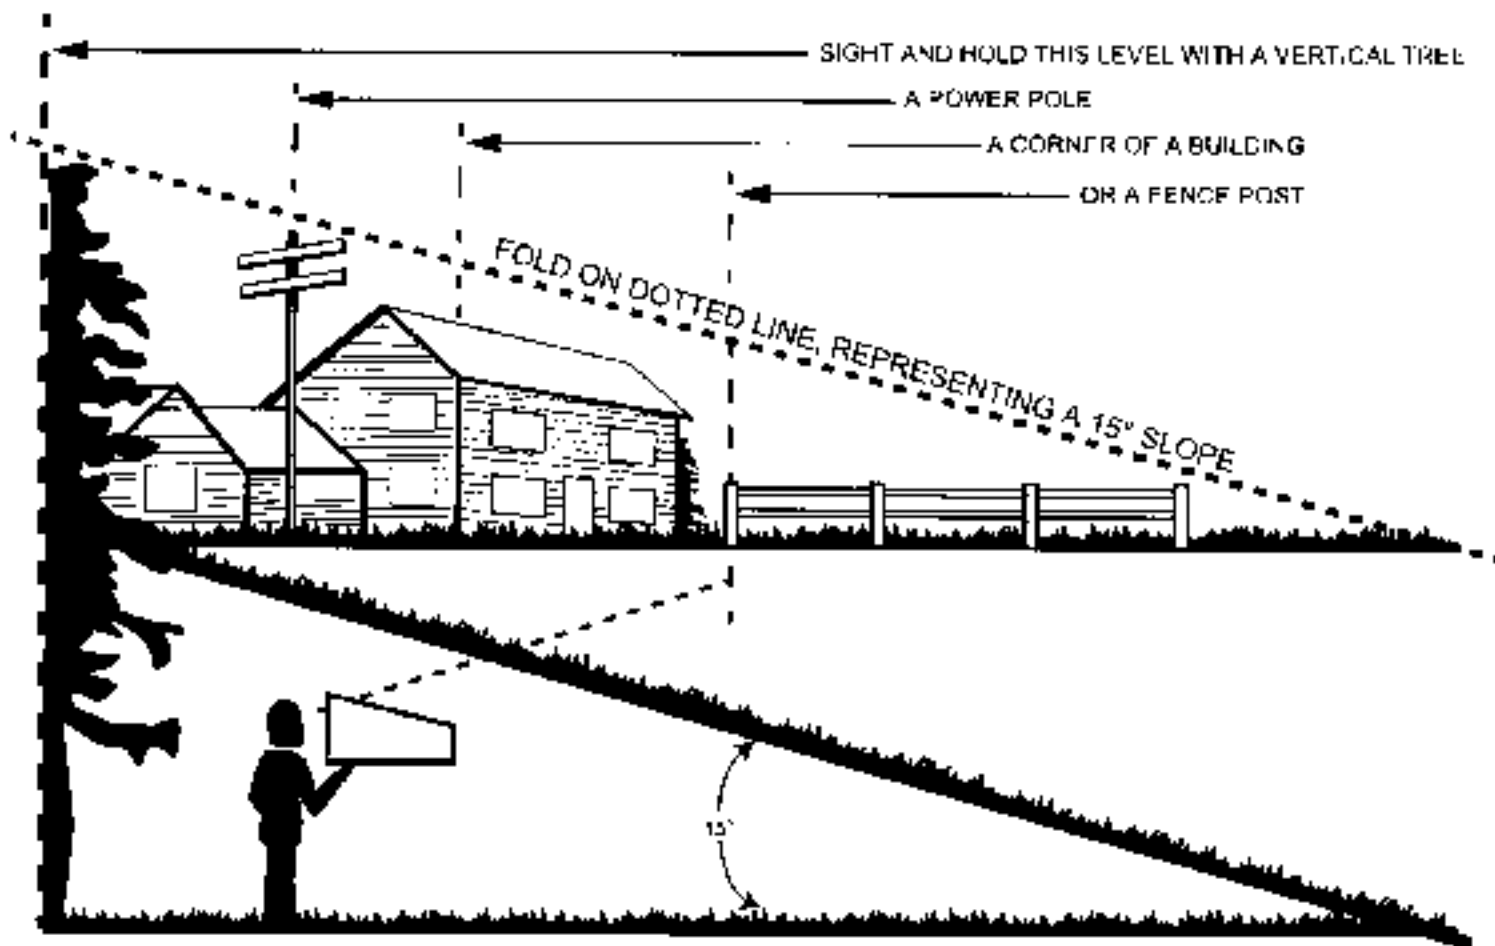 SIGHT AND HOLD THIS LEVEL WITH A VERTICAL TREE
A POWER POLE
A CORNER OF A BUILDING
OR A FENCE POST
FOLD ON DOTTED LINE, REPRESENTING A 15° SLOPE
15°